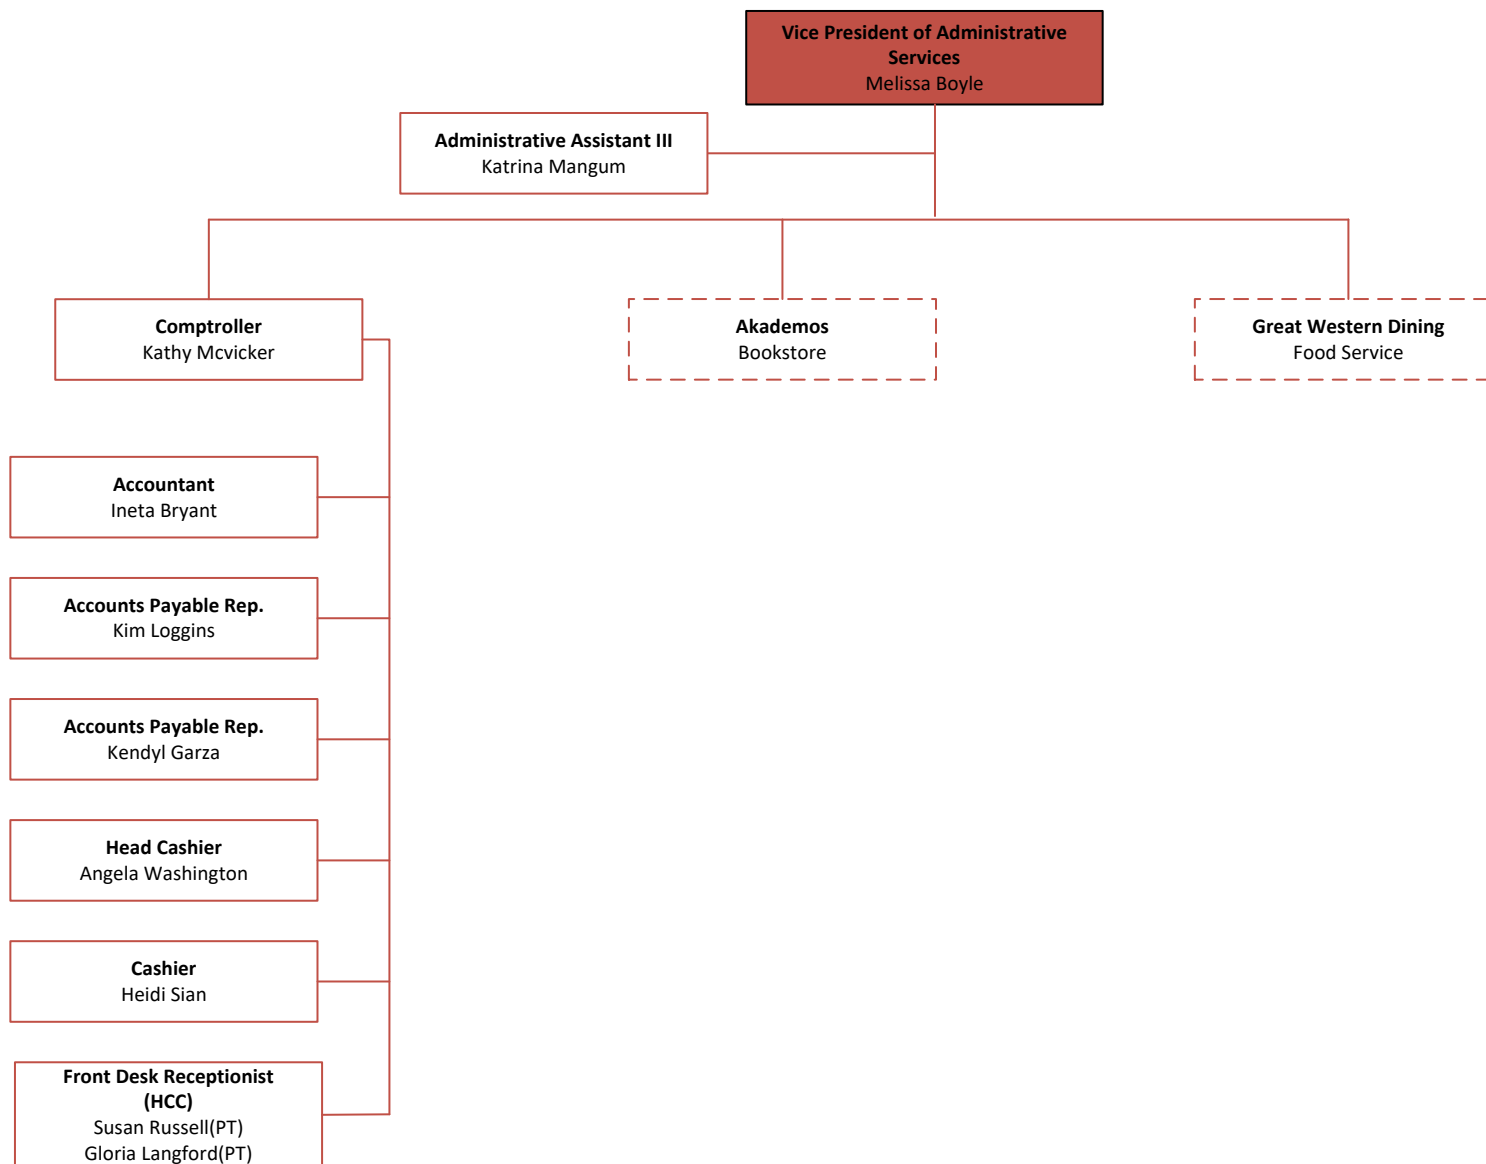 Vice President of Administrative
Services
Melissa Boyle
Administrative Assistant III
Katrina Mangum
Comptroller
Kathy Mcvicker
Akademos
Bookstore
Great Western Dining
Food Service
Accountant
Ineta Bryant
Accounts Payable Rep.
Kim Loggins
Accounts Payable Rep.
Kendyl Garza
Head Cashier
Angela Washington
Cashier
Heidi Sian
Front Desk Receptionist
(HCC)
Susan Russell(PT)
Gloria Langford(PT)